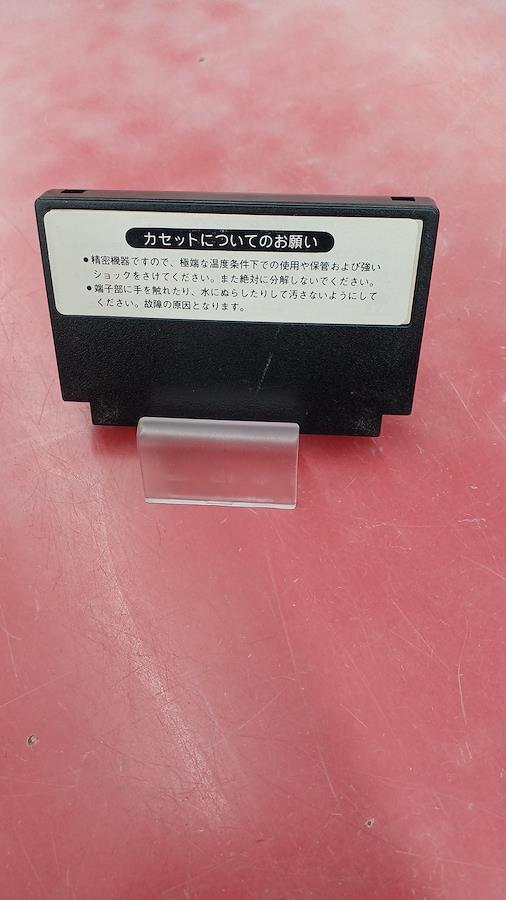 カセットについてのお願い
●精密機器ですので、極端な温度条件下での使用や保管および強い
ショックをさけてください。また絶対に分解しないでください。
●端子部に手を触れたり、水にぬらしたりして汚さないようにして
ください。故障の原因となります。